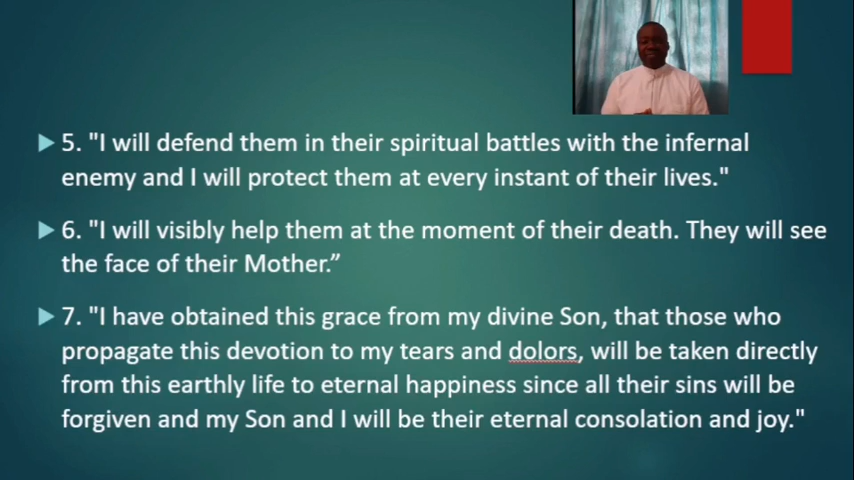 5. "I will defend them in their spiritual battles with the infernal
enemy and I will protect them at every instant of their lives."
6. "I will visibly help them at the moment of their death. They will see
the face of their Mother.”
7. "I have obtained this grace from my divine Son, that those who
propagate this devotion to my tears and dolors, will be taken directly
from this earthly life to eternal happiness since all their sins will be
forgiven and my Son and I will be their eternal consolation and joy."